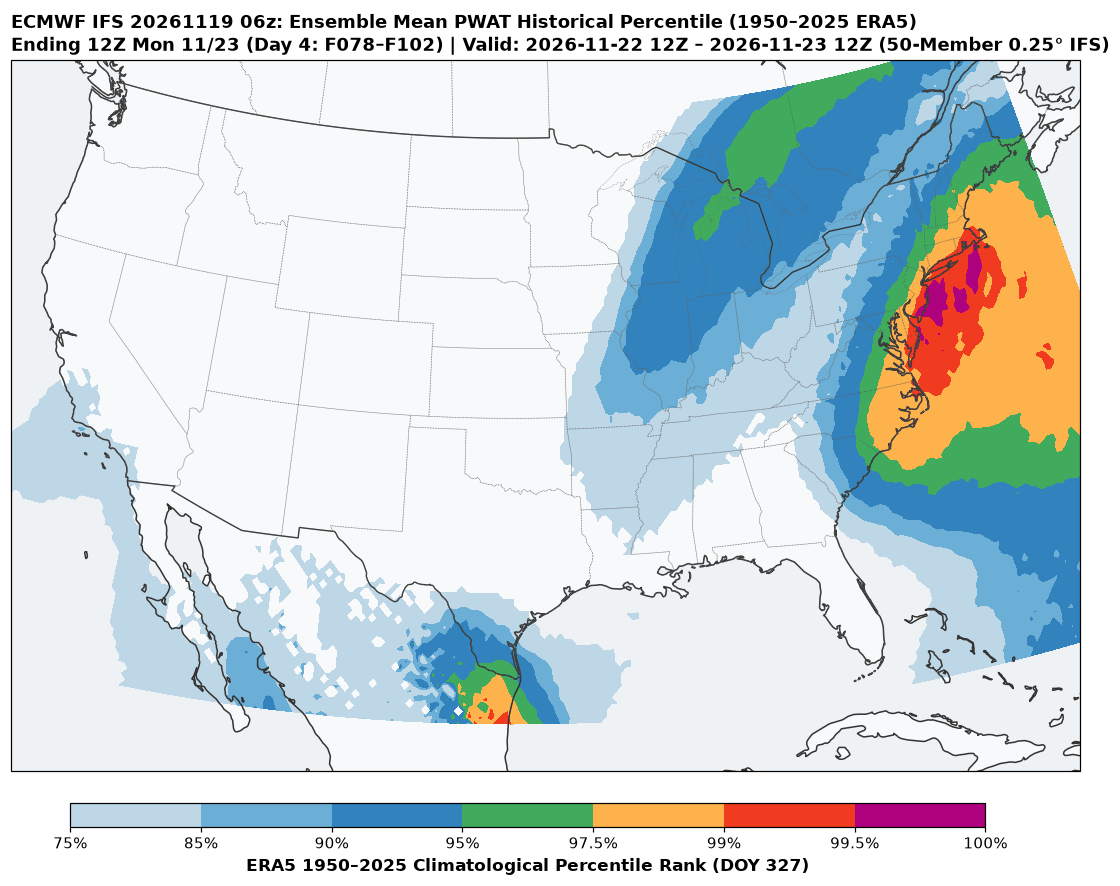 ECMWF IFS 20261119 06z: Ensemble Mean PWAT Historical Percentile (1950–2025 ERA5)
Ending 12Z Mon 11/23 (Day 4: F078–F102) | Valid: 2026-11-22 12Z – 2026-11-23 12Z (50-Member 0.25° IFS)
75% 85% 90% 95% 97.5% 99% 99.5% 100%
ERA5 1950–2025 Climatological Percentile Rank (DOY 327)